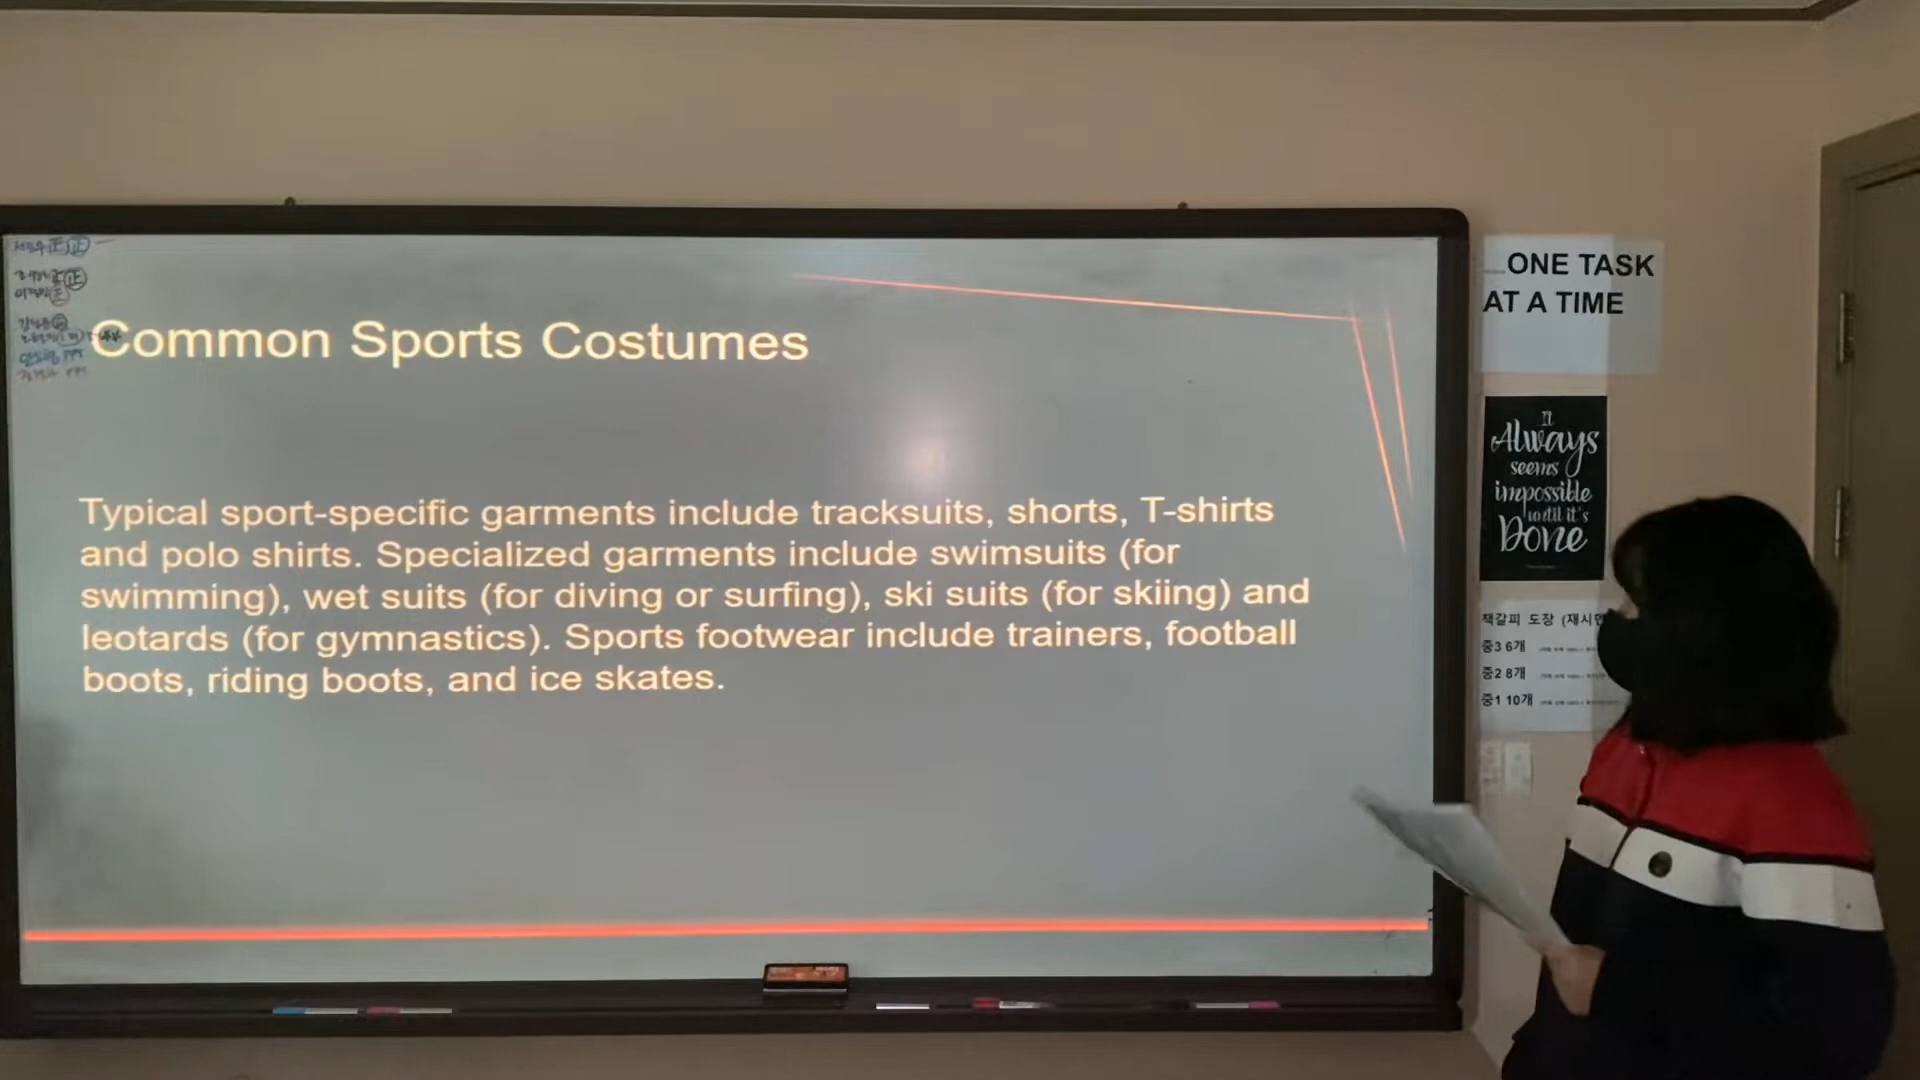 Common Sports Costumes
Typical sport-specific garments include tracksuits, shorts, T-shirts
and polo shirts. Specialized garments include swimsuits (for
swimming), wet suits (for diving or surfing), ski suits (for skiing) and
leotards (for gymnastics). Sports footwear include trainers, football
boots, riding boots, and ice skates.
ONE TASK
AT A TIME
It
Always
seems
impossible
until it's
Done
책갈피 도장 (재시험
중3 6개
중2 8개
중1 10개